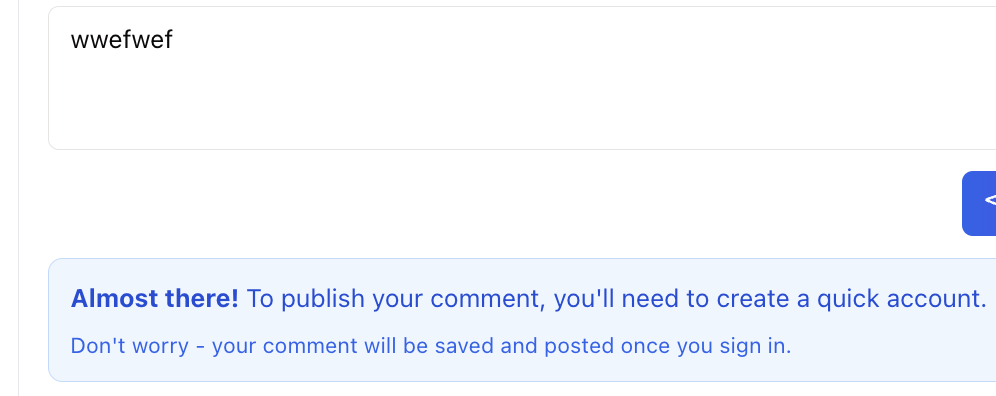 wwefwef
<
Almost there! To publish your comment, you'll need to create a quick account.
Don't worry - your comment will be saved and posted once you sign in.